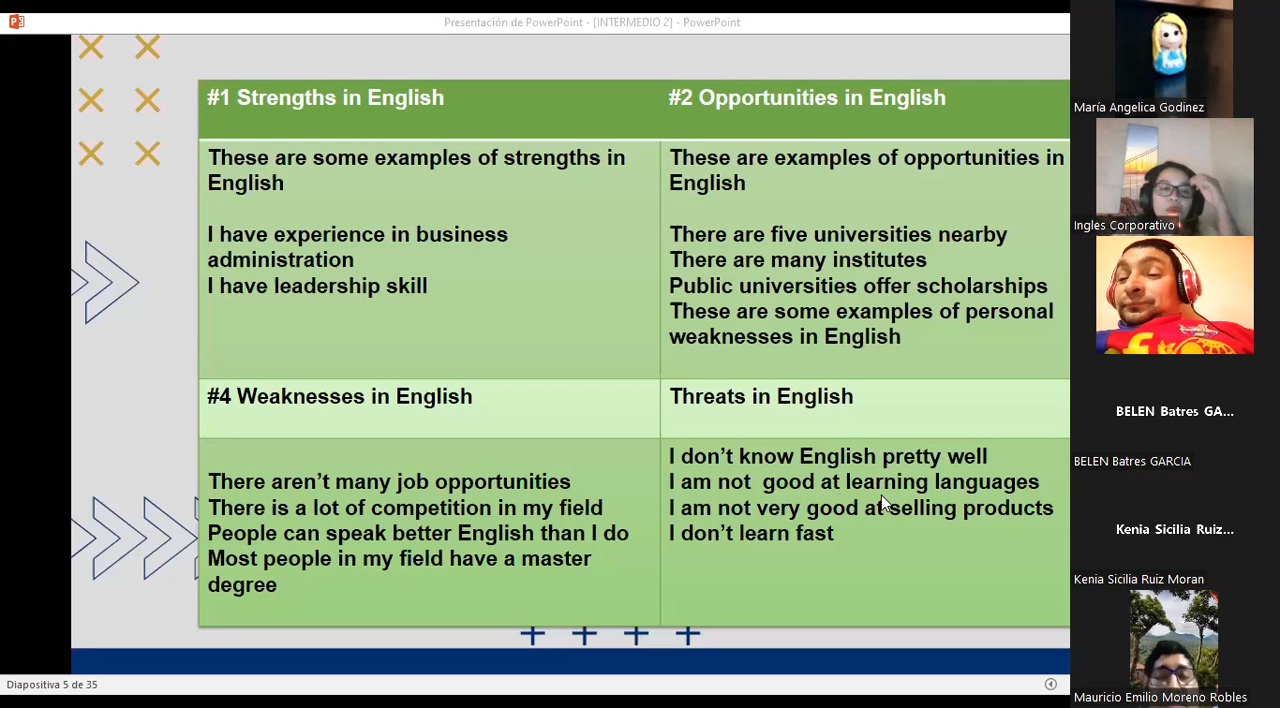 Presentación de PowerPoint - [INTERMEDIO 2] - PowerPoint
#1 Strengths in English
#2 Opportunities in English
These are some examples of strengths in
English
I have experience in business
administration
I have leadership skill
These are examples of opportunities in
English
There are five universities nearby
There are many institutes
Public universities offer scholarships
These are some examples of personal
weaknesses in English
#4 Weaknesses in English
Threats in English
There aren’t many job opportunities
There is a lot of competition in my field
People can speak better English than I do
Most people in my field have a master
degree
I don’t know English pretty well
I am not  good at learning languages
I am not very good at selling products
I don’t learn fast
Diapositiva 5 de 35
María Angelica Godinez
Ingles Corporativo
BELEN Batres GA...
BELEN Batres GARCIA
Kenia Sicilia Ruiz...
Kenia Sicilia Ruiz Moran
Mauricio Emilio Moreno Robles